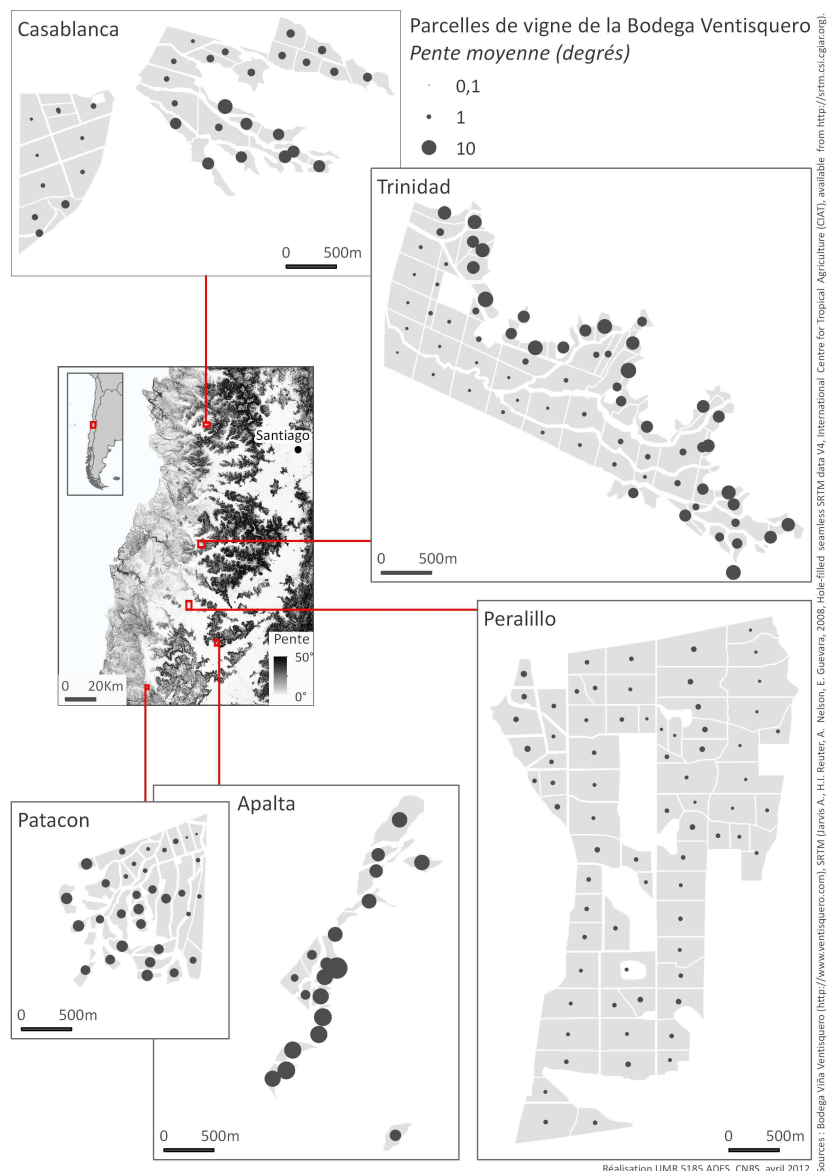 Casablanca
Parcelles de vigne de la Bodega Ventisquero
Pente moyenne (degrés)
0,1
1
10
0 500m
Trinidad
0 500m
Santiago
Pente
50°
0°
0 20Km
Peralillo
0 500m
Patacon
0 500m
Apalta
0 500m
Sources : Bodega Viña Ventisquero (http://www.ventisquero.com), SRTM (Jarvis A., H.I. Reuter, A. Nelson, E. Guevara, 2008, Hole-filled seamless SRTM data V4, International Centre for Tropical Agriculture (CIAT), available from http://srtm.csi.cgiar.org).
Réalisation UMR 5185 ADES, CNRS, avril 2012